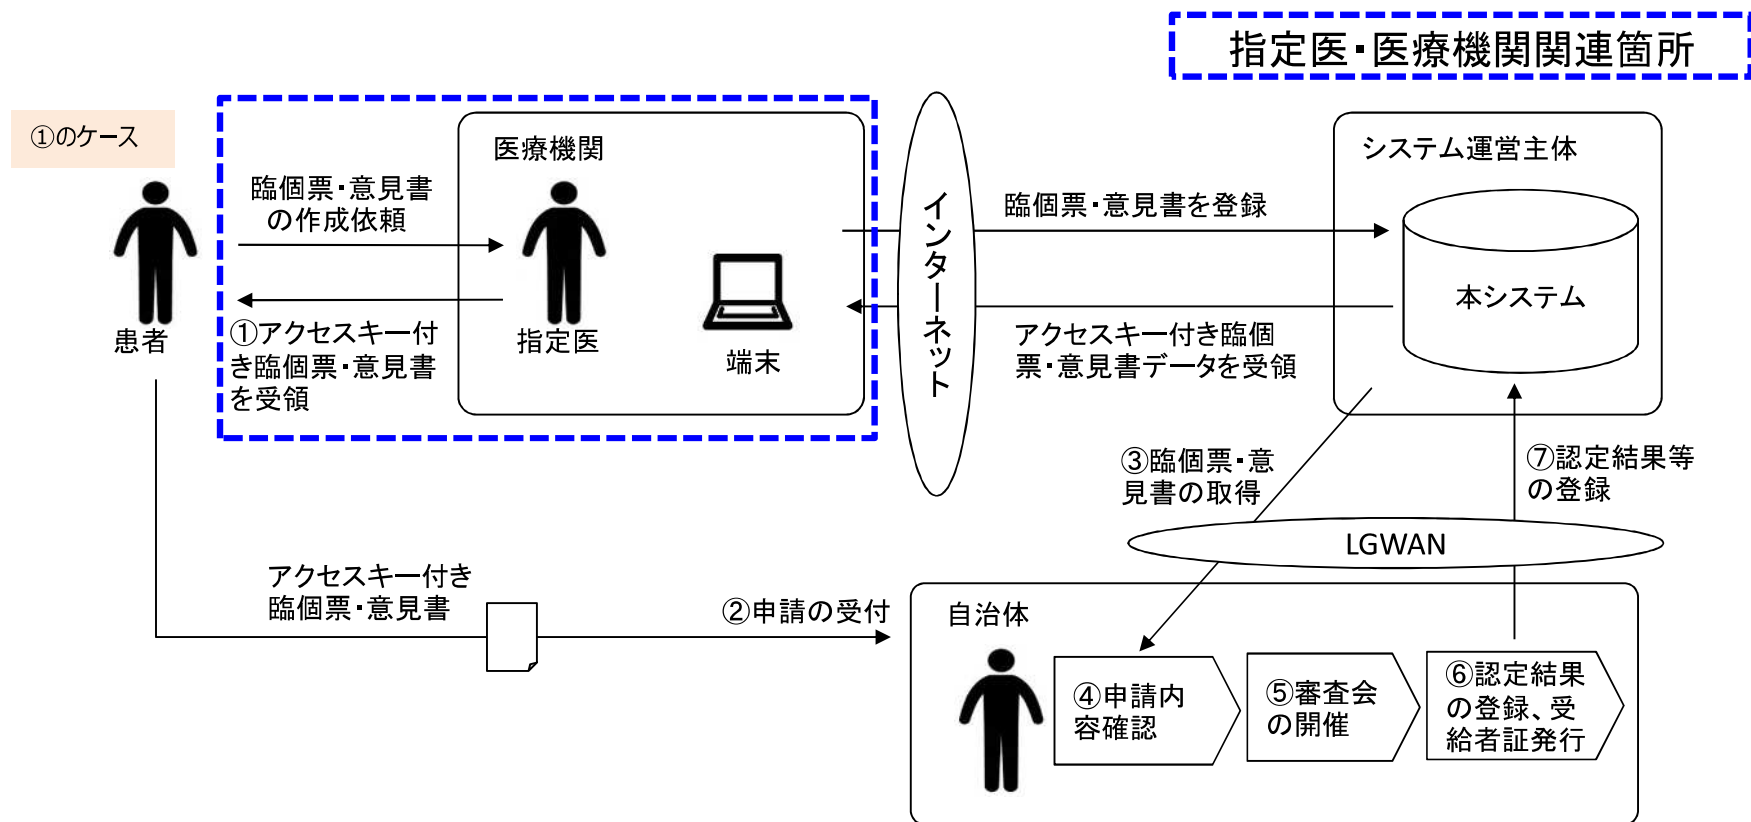 指定医・医療機関関連箇所
①のケース
医療機関
システム運営主体
臨個票・意見書
の作成依頼
インターネット
臨個票・意見書を登録
本システム
患者
①アクセスキー付
き臨個票・意見書
を受領
指定医
端末
アクセスキー付き臨個
票・意見書データを受領
③臨個票・意
見書の取得
⑦認定結果等
の登録
LGWAN
アクセスキー付き
臨個票・意見書
②申請の受付
自治体
④申請内
容確認
⑤審査会
の開催
⑥認定結果
の登録、受
給者証発行